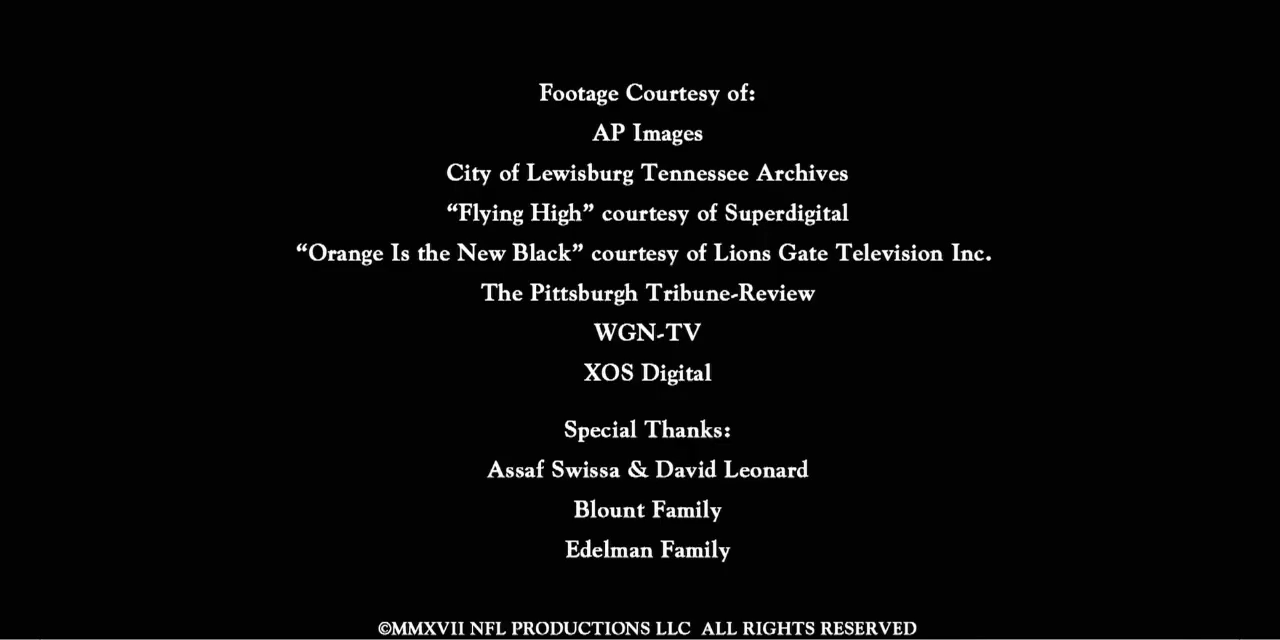 Footage Courtesy of:
AP Images
City of Lewisburg Tennessee Archives
“Flying High” courtesy of Superdigital
“Orange Is the New Black” courtesy of Lions Gate Television Inc.
The Pittsburgh Tribune-Review
WGN-TV
XOS Digital
Special Thanks:
Assaf Swissa & David Leonard
Blount Family
Edelman Family
©MMXVII NFL PRODUCTIONS LLC  ALL RIGHTS RESERVED